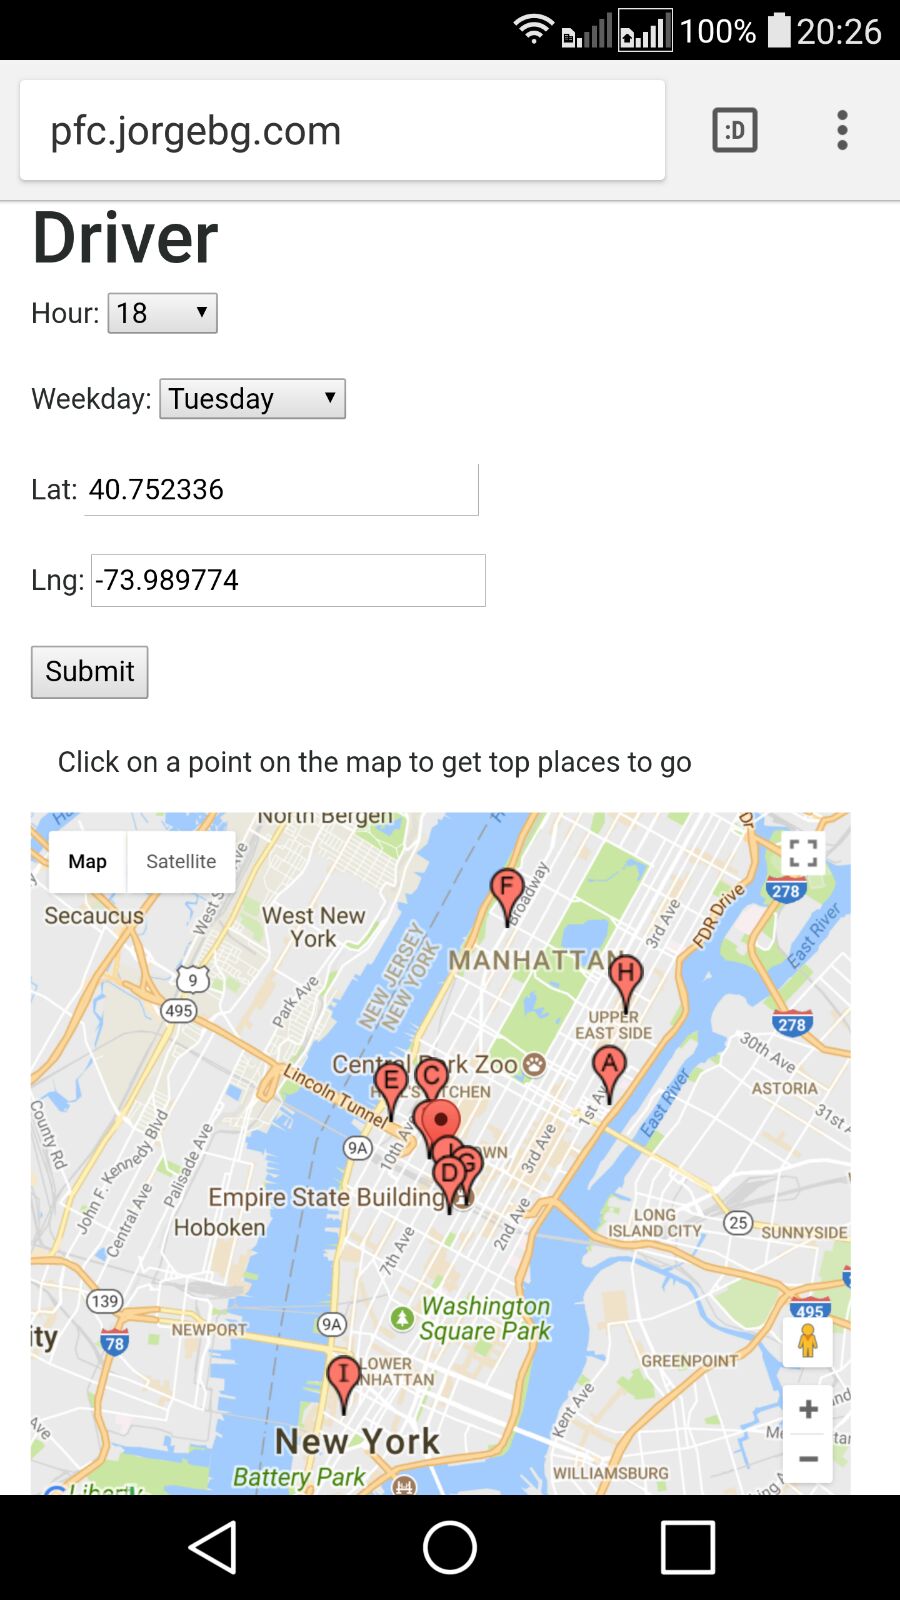 100% 20:26
pfc.jorgebg.com
:D
Driver
Hour: 18
Weekday: Tuesday
Lat: 40.752336
Lng: -73.989774
Submit
Click on a point on the map to get top places to go
North Bergen
Map Satellite
278
Secaucus
West New
York
F
Broadway
3rd Ave
FDR Drive
East River
MANHATTAN
H
9
495
Park Ave
NEW JERSEY
NEW YORK
UPPER
EAST SIDE
278
30th Ave
Central Park Zoo
A
E
C
Lincoln Tunnel
1st Av
East River
ASTORIA
31st
County Rd
John F. Kennedy Blvd
Central Ave
Palisade Ave
9A
10th Av
3rd Ave
G
D
Empire State Building
2nd Ave
Hoboken
7th Ave
LONG
ISLAND CITY
25
SUNNYSIDE
139
78
NEWPORT
9A
Washington
Square Park
495
GREENPOINT
I
LOWER
NHATTAN
Kent Ave
New York
Battery Park
WILLIAMSBURG